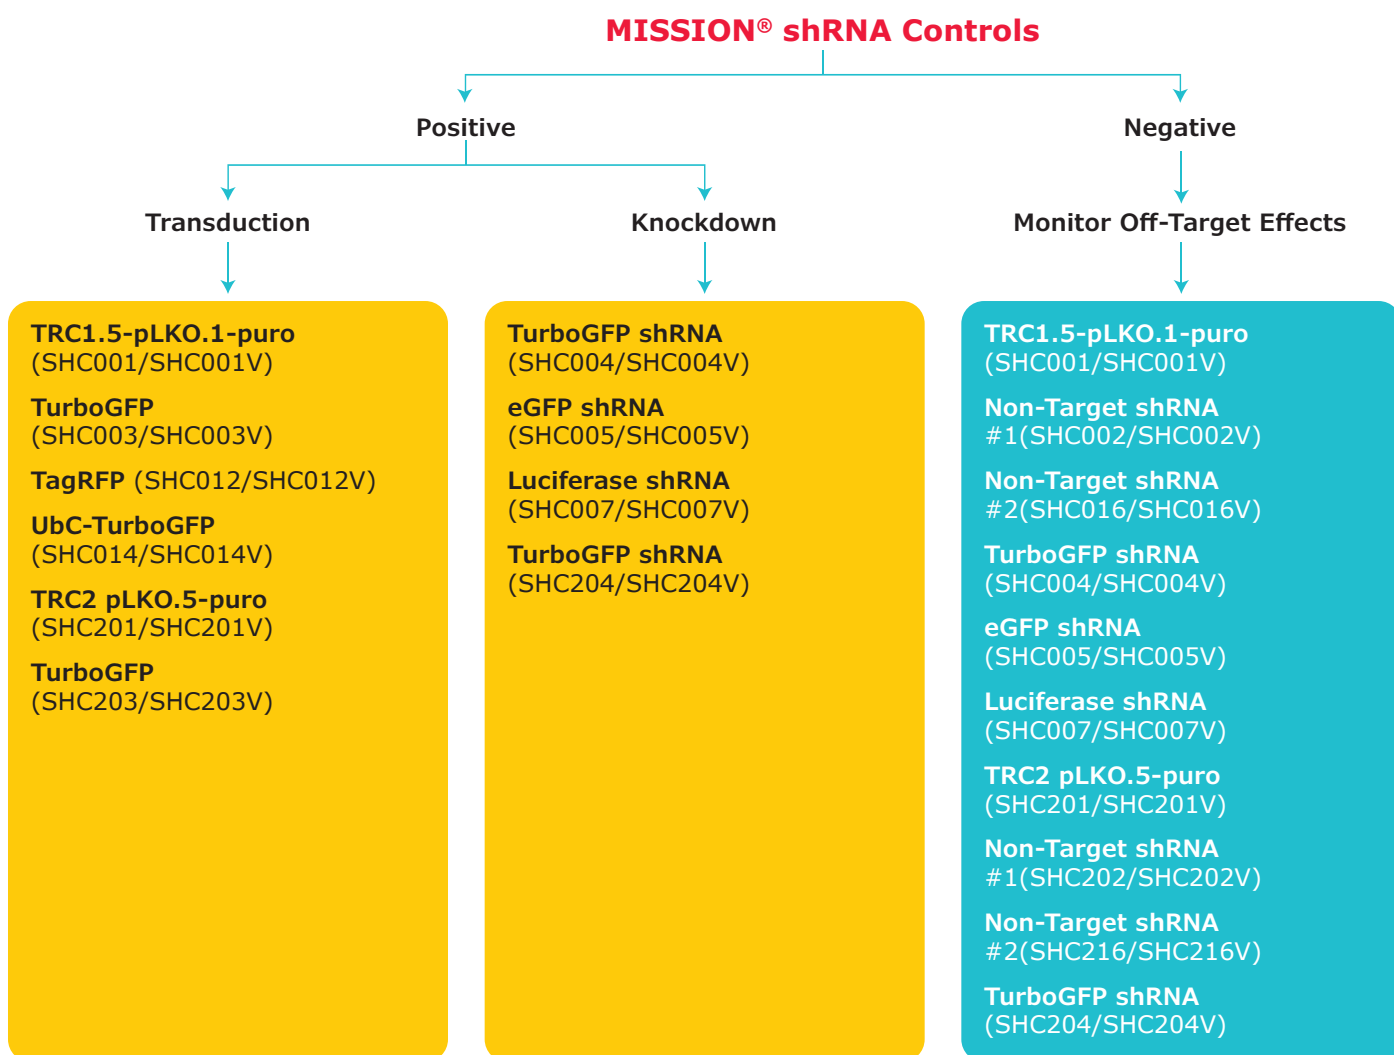 MISSION® shRNA Controls
Positive
Negative
Transduction
Knockdown
Monitor Off-Target Effects
TRC1.5-pLKO.1-puro
(SHC001/SHC001V)
TurboGFP
(SHC003/SHC003V)
TagRFP (SHC012/SHC012V)
UbC-TurboGFP
(SHC014/SHC014V)
TRC2 pLKO.5-puro
(SHC201/SHC201V)
TurboGFP
(SHC203/SHC203V)
TurboGFP shRNA
(SHC004/SHC004V)
eGFP shRNA
(SHC005/SHC005V)
Luciferase shRNA
(SHC007/SHC007V)
TurboGFP shRNA
(SHC204/SHC204V)
TRC1.5-pLKO.1-puro
(SHC001/SHC001V)
Non-Target shRNA
#1(SHC002/SHC002V)
Non-Target shRNA
#2(SHC016/SHC016V)
TurboGFP shRNA
(SHC004/SHC004V)
eGFP shRNA
(SHC005/SHC005V)
Luciferase shRNA
(SHC007/SHC007V)
TRC2 pLKO.5-puro
(SHC201/SHC201V)
Non-Target shRNA
#1(SHC202/SHC202V)
Non-Target shRNA
#2(SHC216/SHC216V)
TurboGFP shRNA
(SHC204/SHC204V)